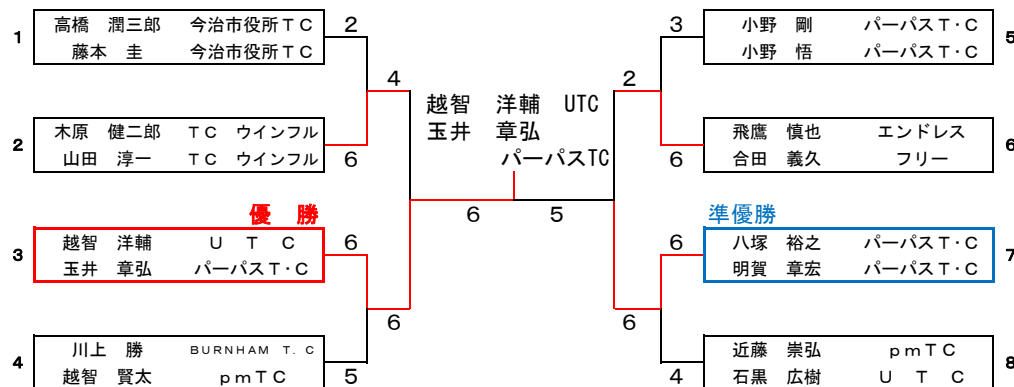 1 高橋 潤三郎 今治市役所TC 2
藤本 圭 今治市役所TC
4
2 木原 健二郎 TC ウインフル
山田 淳一 TC ウインフル 6
優 勝
3 越智 洋輔 U T C 6
玉井 章弘 パーパスT・C
6
4 川上 勝 BURNHAM T. C
越智 賢太 pmTC 5
越智 洋輔 UTC
玉井 章弘
パーパスTC
6 5
3 小野 剛 パーパスT・C 5
小野 悟 パーパスT・C
2
飛鷹 慎也 エンドレス 6
6 合田 義久 フリー
準優勝
6 八塚 裕之 パーパスT・C 7
明賀 章宏 パーパスT・C
6
近藤 崇弘 pmTC 8
4 石黒 広樹 U T C